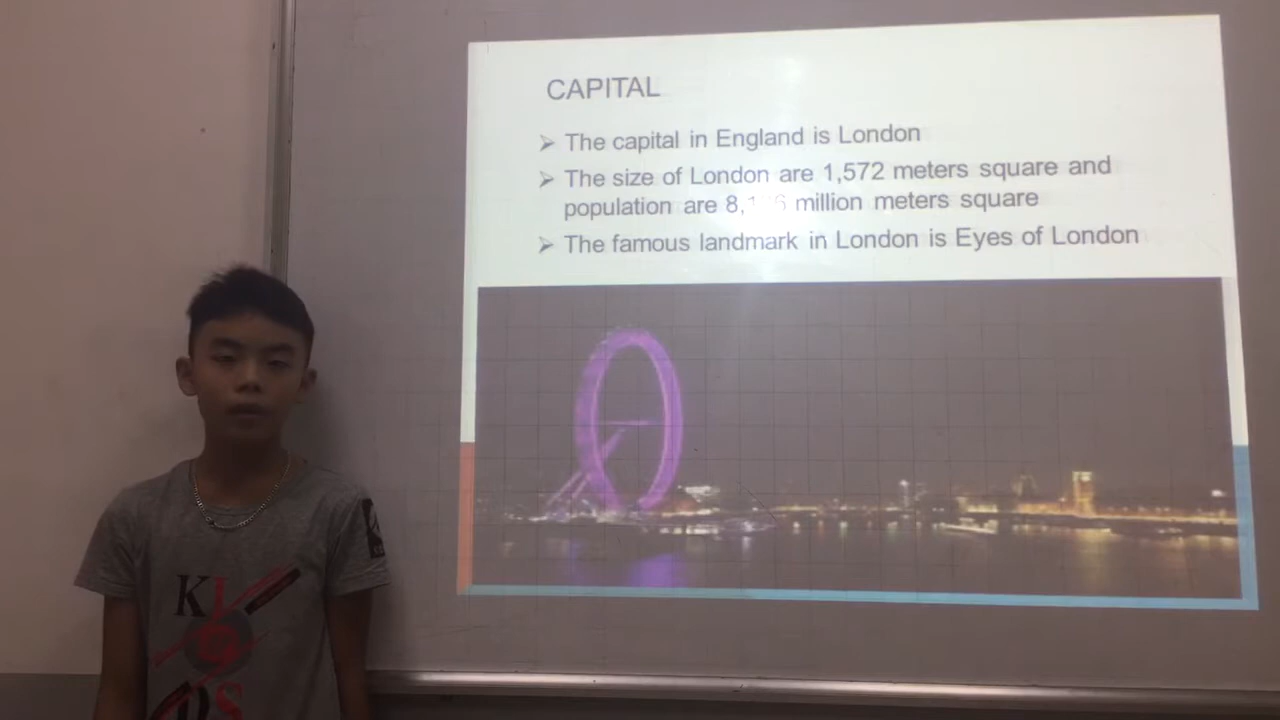 CAPITAL
The capital in England is London
The size of London are 1,572 meters square and
population are million meters square
The famous landmark in London is Eyes of London